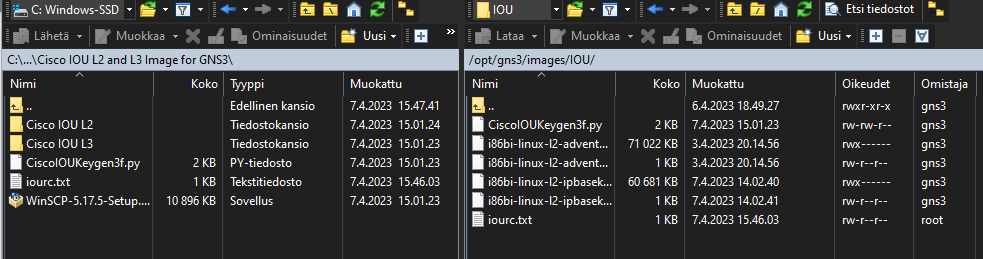 C: Windows-SSD
Lähetä Muokkaa Ominaisuudet Uusi »
C:\...\Cisco IOU L2 and L3 Image for GNS3\
Nimi Koko Tyyppi Muokattu
.. Edellinen kansio 7.4.2023 15.47.41
Cisco IOU L2 Tiedostokansio 7.4.2023 15.01.24
Cisco IOU L3 Tiedostokansio 7.4.2023 15.01.23
CiscoIOUKeygen3f.py 2 KB PY-tiedosto 7.4.2023 15.01.23
iourc.txt 1 KB Tekstitiedosto 7.4.2023 15.46.03
WinSCP-5.17.5-Setup.... 10 896 KB Sovellus 7.4.2023 15.01.23
IOU Etsi tiedostot
Lataa Muokkaa Ominaisuudet Uusi
/opt/gns3/images/IOU/
Nimi Koko Muokattu Oikeudet Omistaja
.. 6.4.2023 18.49.27 rwxr-xr-x gns3
CiscoIOUKeygen3f.py 2 KB 7.4.2023 15.01.23 rw-rw-r-- gns3
i86bi-linux-l2-advent... 71 022 KB 3.4.2023 20.14.56 rwx------ gns3
i86bi-linux-l2-advent... 1 KB 3.4.2023 20.14.56 rw-r--r-- gns3
i86bi-linux-l2-ipbasek... 60 681 KB 7.4.2023 14.02.40 rwx------ gns3
i86bi-linux-l2-ipbasek... 1 KB 7.4.2023 14.02.41 rw-r--r-- gns3
iourc.txt 1 KB 7.4.2023 15.46.03 rw-r--r-- root